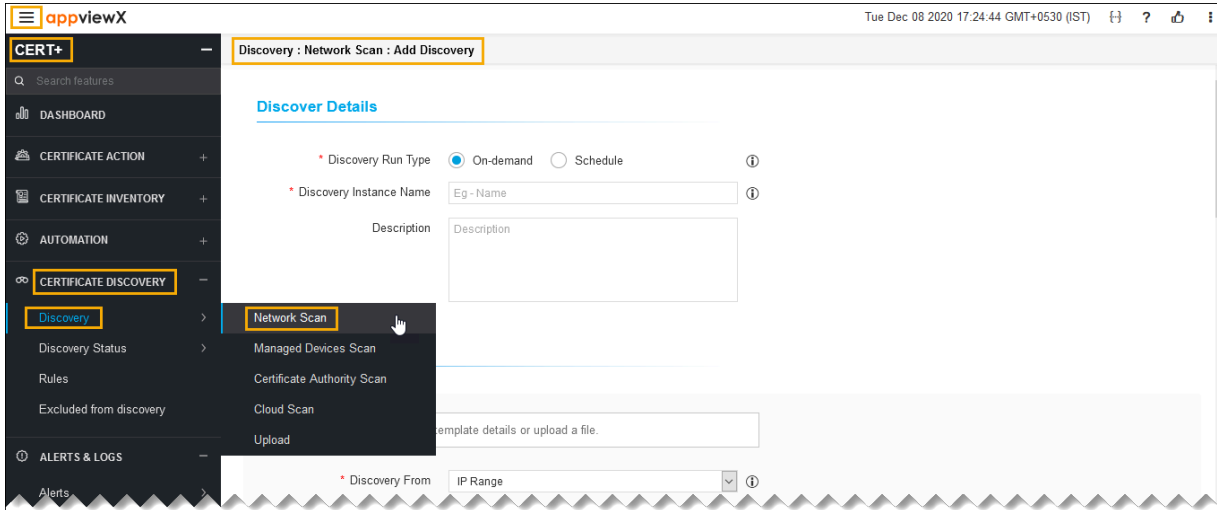 appviewX
Tue Dec 08 2020 17:24:44 GMT+0530 (IST)
?
CERT+
Search features
DASHBOARD
CERTIFICATE ACTION +
CERTIFICATE INVENTORY +
AUTOMATION +
CERTIFICATE DISCOVERY −
Discovery >
Discovery Status >
Rules
Excluded from discovery
ALERTS & LOGS −
Alerts >
Network Scan
Managed Devices Scan
Certificate Authority Scan
Cloud Scan
Upload
Discovery : Network Scan : Add Discovery
Discover Details
* Discovery Run Type On-demand Schedule
* Discovery Instance Name Eg - Name
Description Description
template details or upload a file.
* Discovery From IP Range